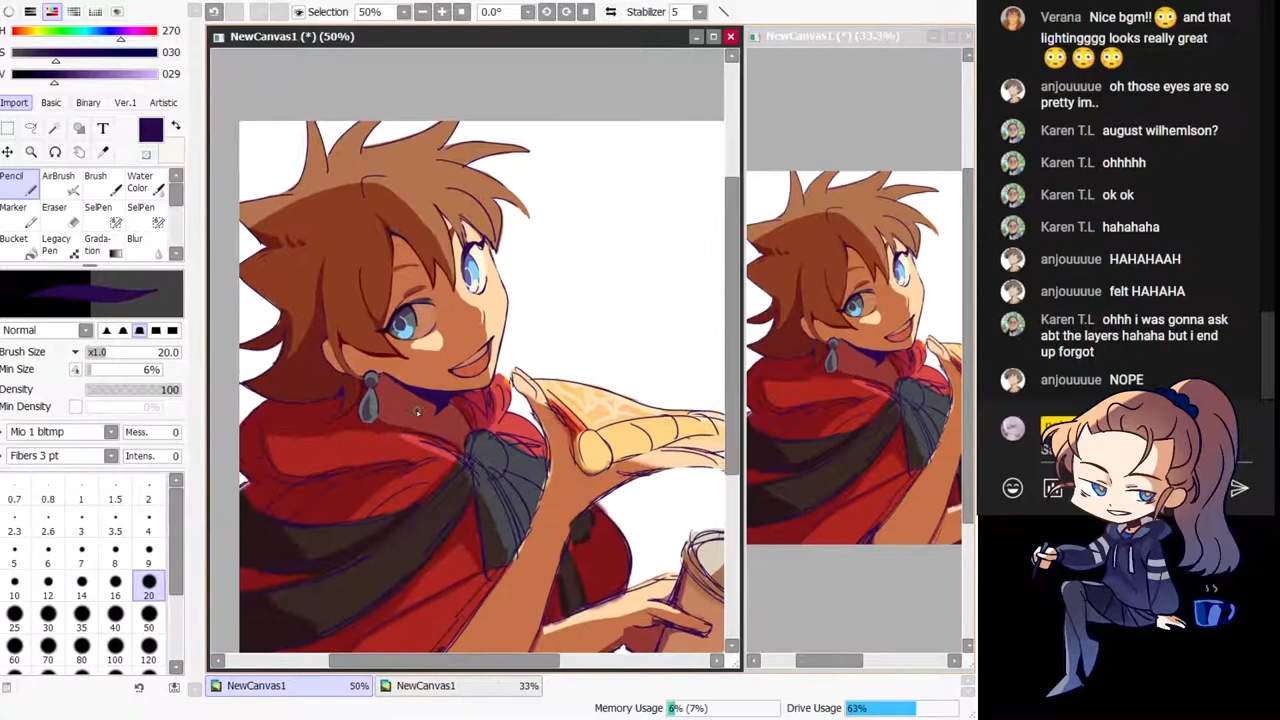 Selection 50% 0.0° Stabilizer 5
NewCanvas1 (*) (50%)
NewCanvas1 (*) (33.3%)
H 270
S 030
V 029
Import Basic Binary Ver.1 Artistic
T
Pencil AirBrush Brush Water Color
Marker Eraser SelPen SelPen
Bucket Legacy Pen Grada-tion Blur
Normal
Brush Size x1.0 20.0
Min Size 6%
Density 100
Min Density 0%
Mio 1 bltmp Mess. 0
Fibers 3 pt Intens. 0
0.7 0.8 1 1.5 2
2.3 2.6 3 3.5 4
5 6 7 8 9
10 12 14 16 20
25 30 35 40 50
60 70 80 100 120
NewCanvas1 50% NewCanvas1 33%
Memory Usage 6% (7%) Drive Usage 63%
Verana Nice bgm!!😳 and that
lightingggg looks really great
😳 😳 😳
anjouuuue oh those eyes are so
pretty im..
Karen T.L august wilhemlson?
Karen T.L ohhhhh
Karen T.L ok ok
Karen T.L hahahaha
anjouuuue HAHAHAAH
anjouuuue felt HAHAHA
Karen T.L ohhh i was gonna ask
abt the layers hahaha but i end
up forgot
anjouuuue NOPE